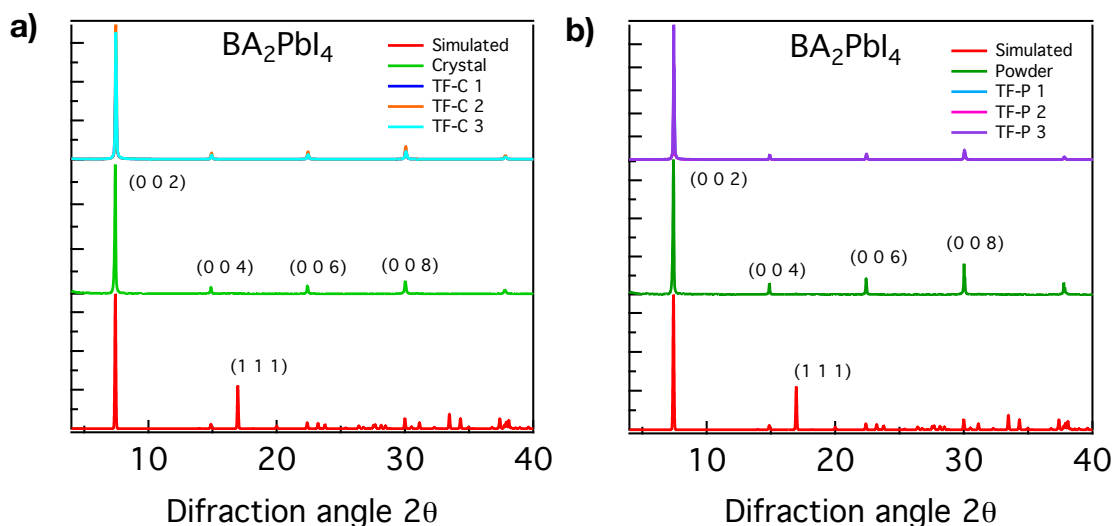 a)
BA₂PbI₄
Simulated
Crystal
TF-C 1
TF-C 2
TF-C 3
(0 0 2)
(0 0 4)
(0 0 6)
(0 0 8)
(1 1 1)
10
20
30
40
Difraction angle 2θ
b)
BA₂PbI₄
Simulated
Powder
TF-P 1
TF-P 2
TF-P 3
(0 0 2)
(0 0 4)
(0 0 6)
(0 0 8)
(1 1 1)
10
20
30
40
Difraction angle 2θ